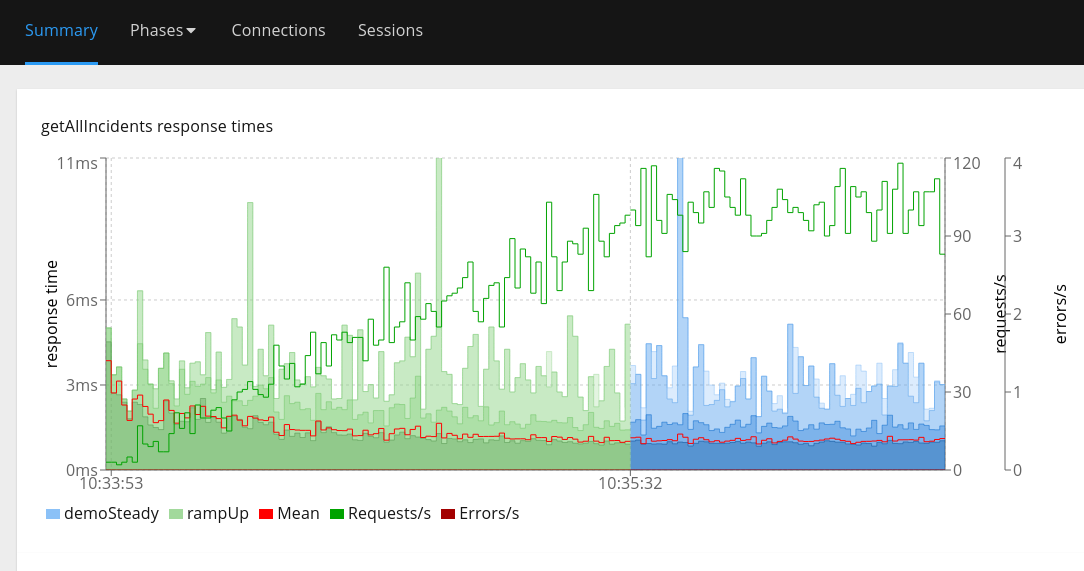 Summary Phases Connections Sessions
getAllIncidents response times
11ms 120 4
90 3
6ms
60 2
3ms
30 1
0ms 0 0
response time
requests/s
errors/s
10:33:53 10:35:32
demoSteady rampUp Mean Requests/s Errors/s